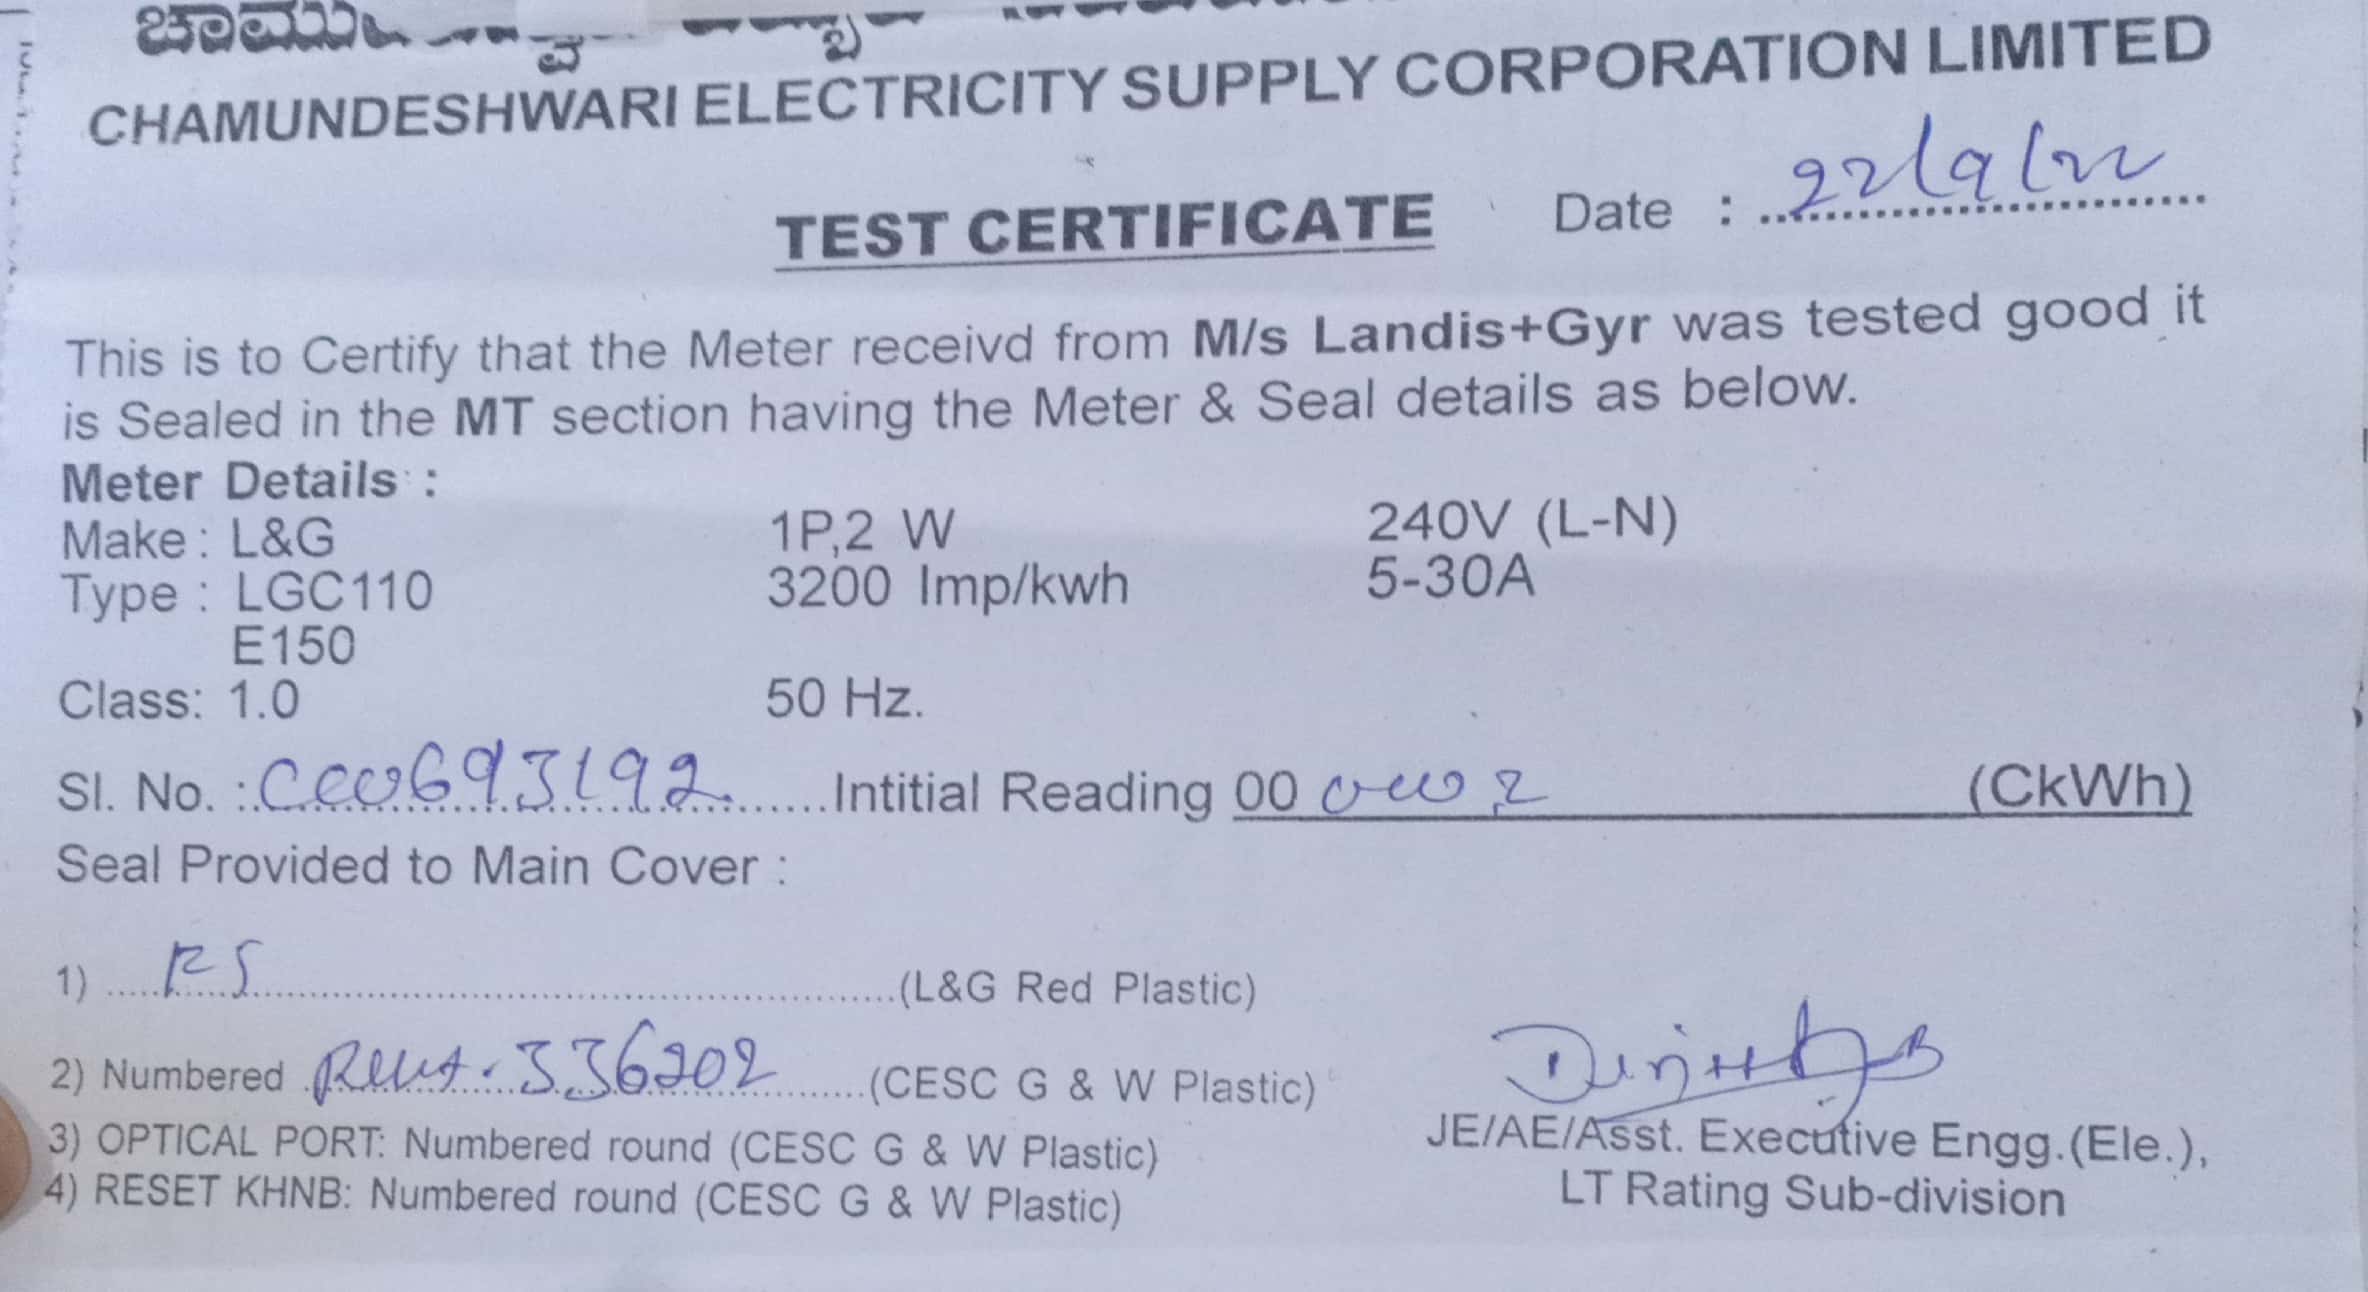 CHAMUNDESHWARI ELECTRICITY SUPPLY CORPORATION LIMITED
TEST CERTIFICATE Date : 22/9/22
This is to Certify that the Meter receivd from M/s Landis+Gyr was tested good it
is Sealed in the MT section having the Meter & Seal details as below.
Meter Details :
Make : L&G 1P,2 W 240V (L-N)
Type : LGC110 3200 Imp/kwh 5-30A
E150
Class: 1.0 50 Hz.
Sl. No. : Intitial Reading 00 (CkWh)
Seal Provided to Main Cover :
1) RS (L&G Red Plastic)
2) Numbered 336202 (CESC G & W Plastic)
3) OPTICAL PORT: Numbered round (CESC G & W Plastic)
4) RESET KHNB: Numbered round (CESC G & W Plastic)
JE/AE/Asst. Executive Engg.(Ele.),
LT Rating Sub-division